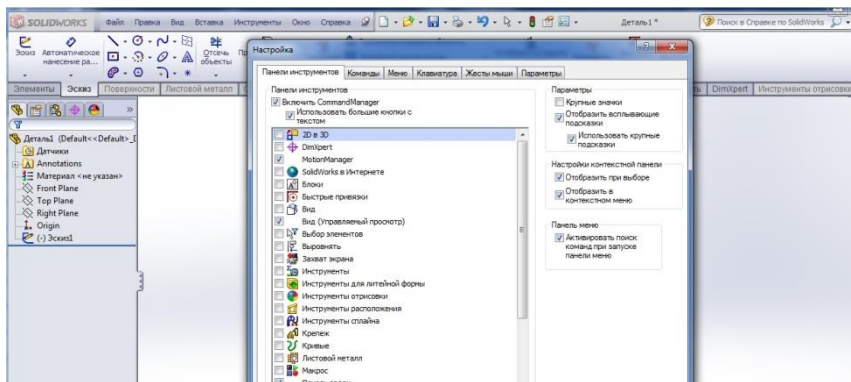 SOLIDWORKS Файл Правка Вид Вставка Инструменты Окно Справка Деталь1 * Поиск в Справке по SolidWorks
Эскиз Автоматическое нанесение ра... Отсечь объекты
Настройка
Элементы Эскиз Поверхности Листовой металл DimXpert Инструменты отрисовки
Панели инструментов Команды Меню Клавиатура Жесты мыши Параметры
Панели инструментов
Включить CommandManager
Использовать большие кнопки с
текстом
2D в 3D
DimXpert
MotionManager
SolidWorks в Интернете
Блоки
Быстрые привязки
Вид
Вид (Управляемый просмотр)
Выбор элементов
Выровнять
Захват экрана
Инструменты
Инструменты для литейной формы
Инструменты отрисовки
Инструменты расположения
Инструменты сплайна
Крепеж
Кривые
Листовой металл
Макрос
Параметры
Крупные значки
Отобразить всплывающие
подсказки
Использовать крупные
подсказки
Настройки контекстной панели
Отобразить при выборе
Отобразить в
контекстном меню
Панель меню
Активировать поиск
команд при запуске
панели меню
Деталь1 (Default<<Default>_
Датчики
Annotations
Материал <не указан>
Front Plane
Top Plane
Right Plane
Origin
(-) Эскиз1